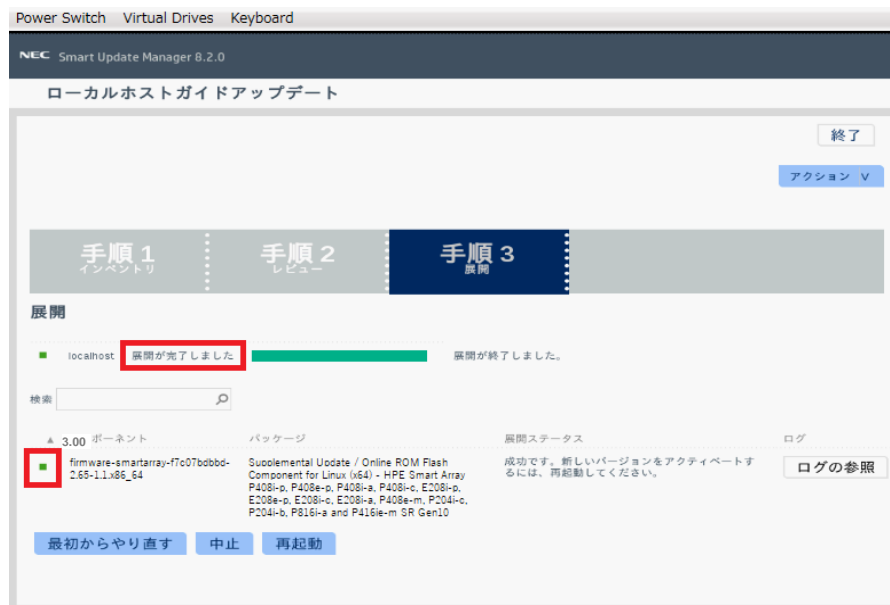 Power Switch Virtual Drives Keyboard
NEC Smart Update Manager 8.2.0
ローカルホストガイドアップデート
終了
アクション ∨
手順 1
インベントリ
手順 2
レビュー
手順 3
展開
展開
localhost 展開が完了しました 展開が終了しました。
検索
▲ 3.00 ポーネント パッケージ 展開ステータス ログ
firmware-smartarray-f7c07bdbbd-
2.65-1.1.x86_64
Supplemental Update / Online ROM Flash
Component for Linux (x64) - HPE Smart Array
P408i-p, P408e-p, P408i-a, P408i-c, E208i-p,
E208e-p, E208i-c, E208i-a, P408e-m, P204i-c,
P204i-b, P816i-a and P416ie-m SR Gen10
成功です。新しいバージョンをアクティベートす
るには、再起動してください。
ログの参照
最初からやり直す 中止 再起動